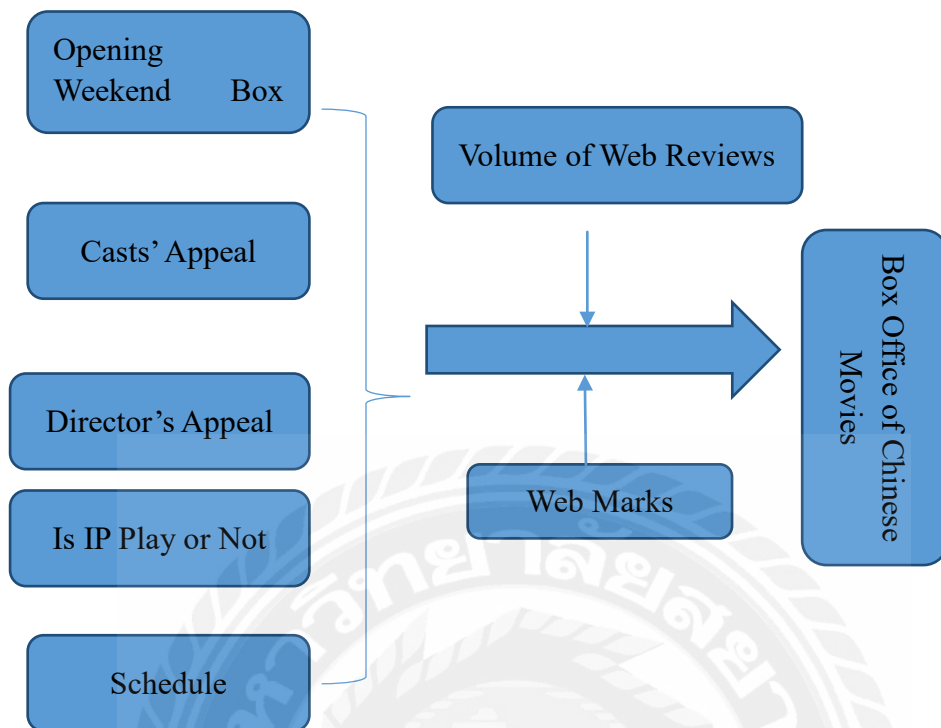 Opening
Weekend Box
Casts’ Appeal
Director’s Appeal
Is IP Play or Not
Schedule
Volume of Web Reviews
Web Marks
Box Office of Chinese
Movies